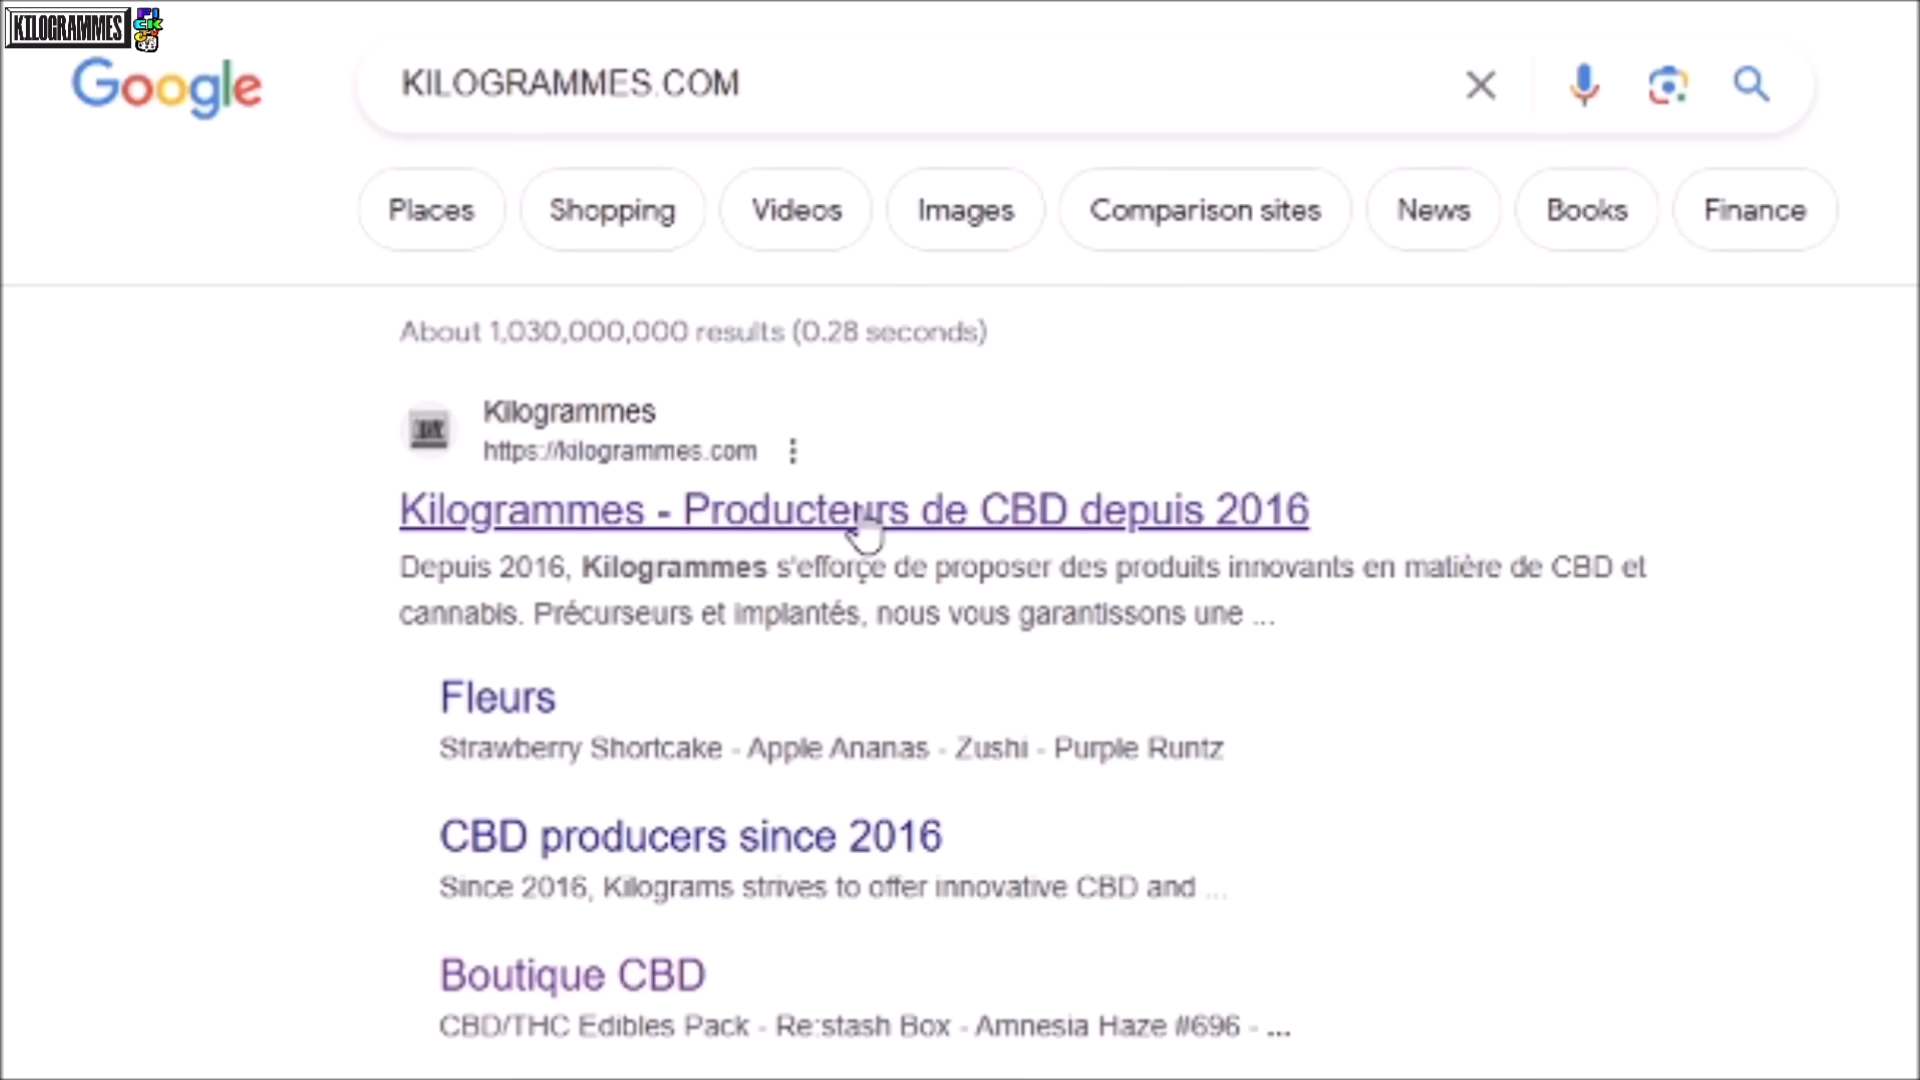 KILOGRAMMES
Google
KILOGRAMMES.COM
Places
Shopping
Videos
Images
Comparison sites
News
Books
Finance
About 1,030,000,000 results (0.28 seconds)
Kilogrammes
https://kilogrammes.com
Kilogrammes - Producteurs de CBD depuis 2016
Depuis 2016, Kilogrammes s'efforce de proposer des produits innovants en matière de CBD et
cannabis. Précurseurs et implantés, nous vous garantissons une ...
Fleurs
Strawberry Shortcake - Apple Ananas - Zushi - Purple Runtz
CBD producers since 2016
Since 2016, Kilograms strives to offer innovative CBD and ...
Boutique CBD
CBD/THC Edibles Pack - Re:stash Box - Amnesia Haze #696 - ...